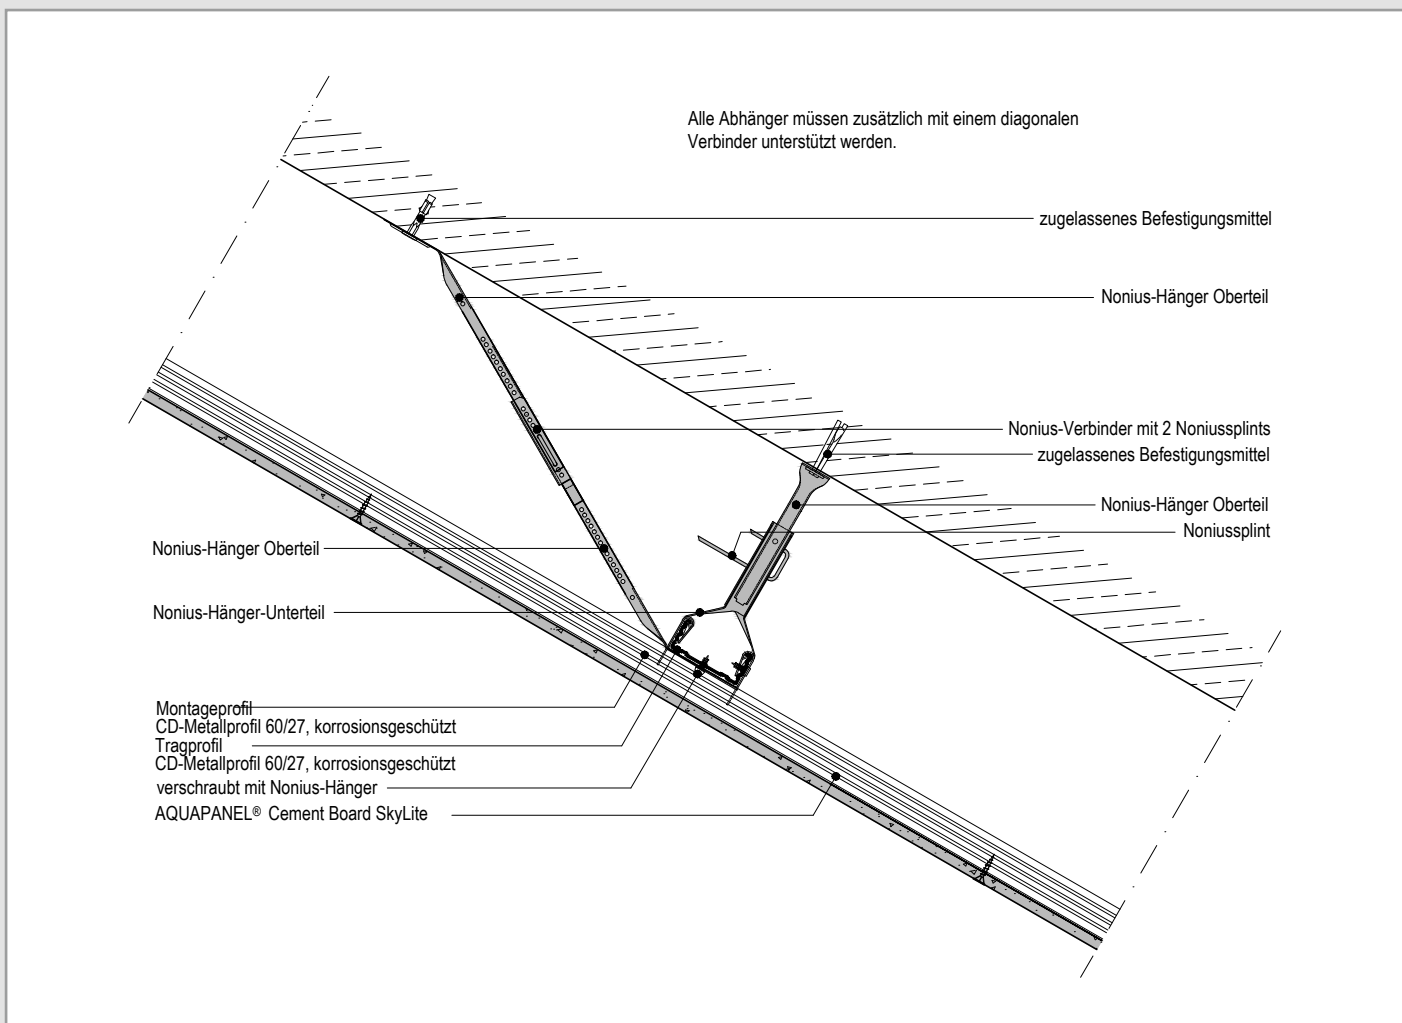 Alle Abhänger müssen zusätzlich mit einem diagonalen
Verbinder unterstützt werden.
zugelassenes Befestigungsmittel
Nonius-Hänger Oberteil
Nonius-Verbinder mit 2 Noniussplints
zugelassenes Befestigungsmittel
Nonius-Hänger Oberteil
Noniussplint
Nonius-Hänger Oberteil
Nonius-Hänger-Unterteil
Montageprofil
CD-Metallprofil 60/27, korrosionsgeschützt
Tragprofil
CD-Metallprofil 60/27, korrosionsgeschützt
verschraubt mit Nonius-Hänger
AQUAPANEL® Cement Board SkyLite